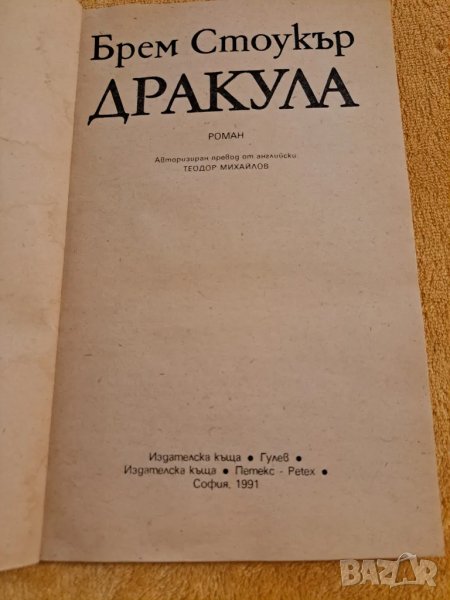 Брем Стоукър
ДРАКУЛА
РОМАН
Авторизиран превод от английски
ТЕОДОР МИХАЙЛОВ
Издателска къща • Гулев •
Издателска къща • Петекс - Petex •
София, 1991
BAZAR